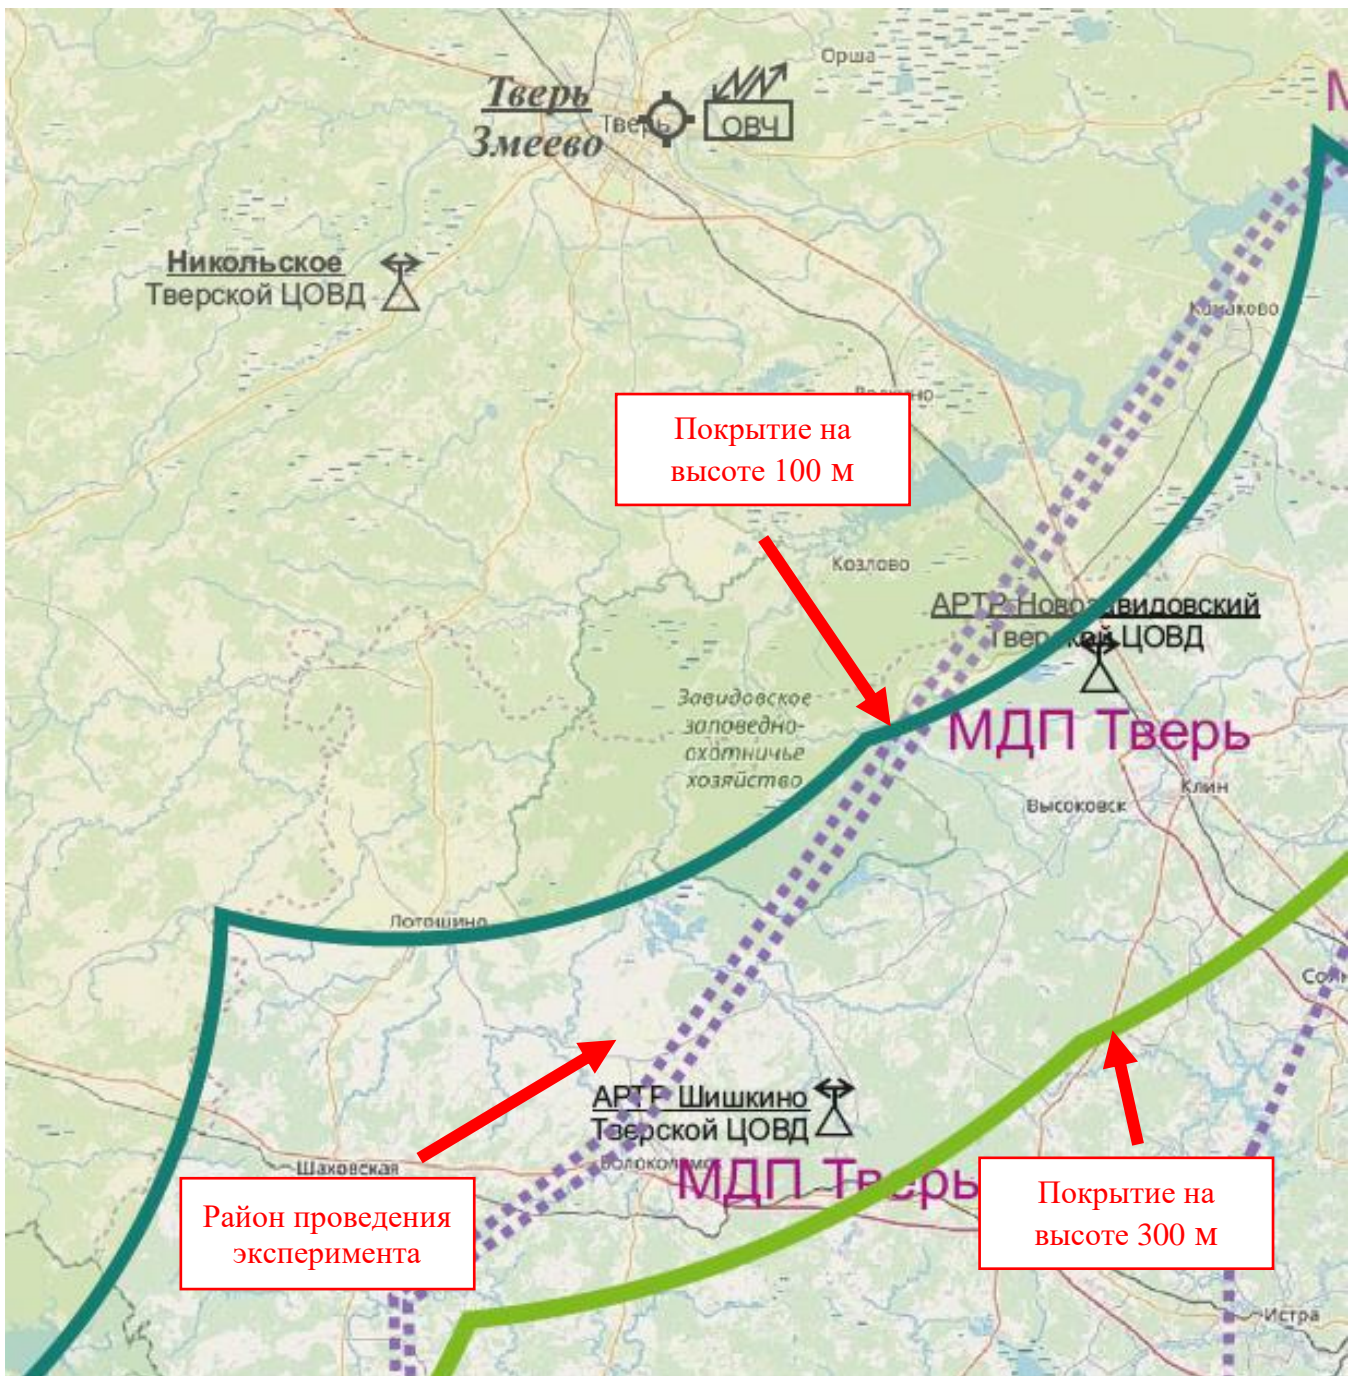 Орша
Тверь
Змеево
Тверь
ОВЧ
М
Никольское
Тверской ЦОВД
Конаково
Покрытие на
высоте 100 м
Козлово
АРТР Новозавидовский
Тверской ЦОВД
Завидовское
заповедно-
охотничье
хозяйство
МДП Тверь
Клин
Высоковск
Лотошино
АРТР Шишкино
Тверской ЦОВД
Шаховская
Волоколамск
МДП Тверь
Район проведения
эксперимента
Покрытие на
высоте 300 м
Истра